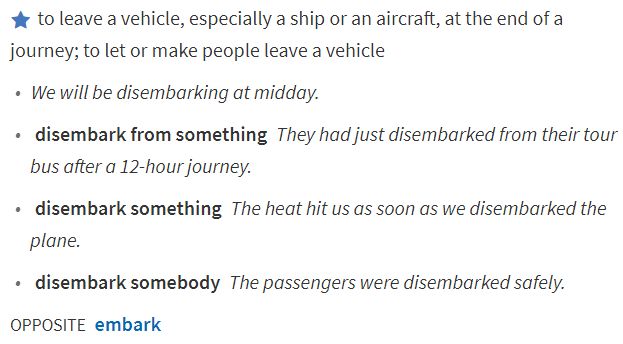 ★ to leave a vehicle, especially a ship or an aircraft, at the end of a
journey; to let or make people leave a vehicle
• We will be disembarking at midday.
• disembark from something They had just disembarked from their tour
bus after a 12-hour journey.
• disembark something The heat hit us as soon as we disembarked the
plane.
• disembark somebody The passengers were disembarked safely.
OPPOSITE embark